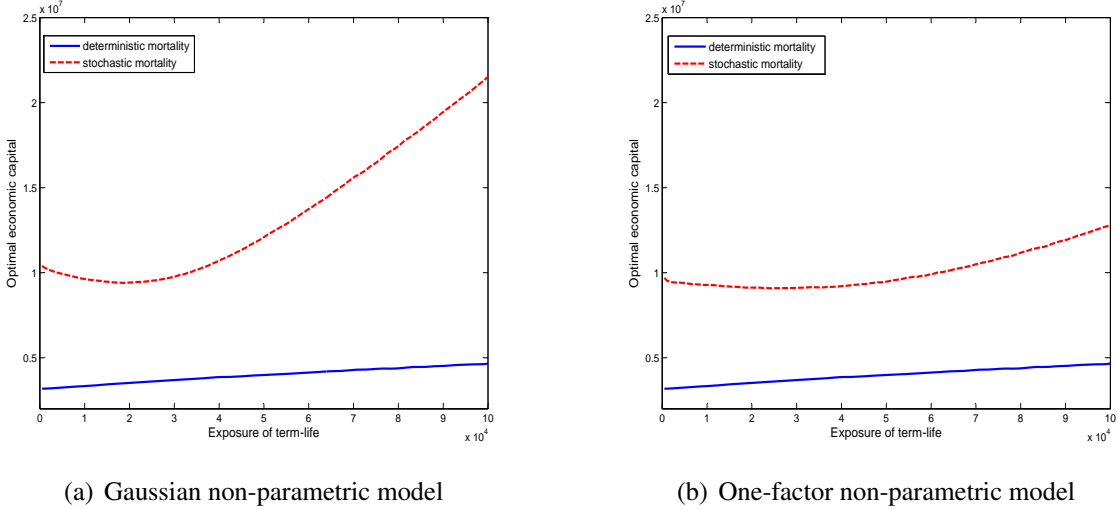 x 10^7
2.5
2
1.5
1
0.5
Optimal economic capital
deterministic mortality
stochastic mortality
0 1 2 3 4 5 6 7 8 9 10
x 10^4
Exposure of term-life
(a) Gaussian non-parametric model
x 10^7
2.5
2
1.5
1
0.5
Optimal economic capital
deterministic mortality
stochastic mortality
0 1 2 3 4 5 6 7 8 9 10
x 10^4
Exposure of term-life
(b) One-factor non-parametric model